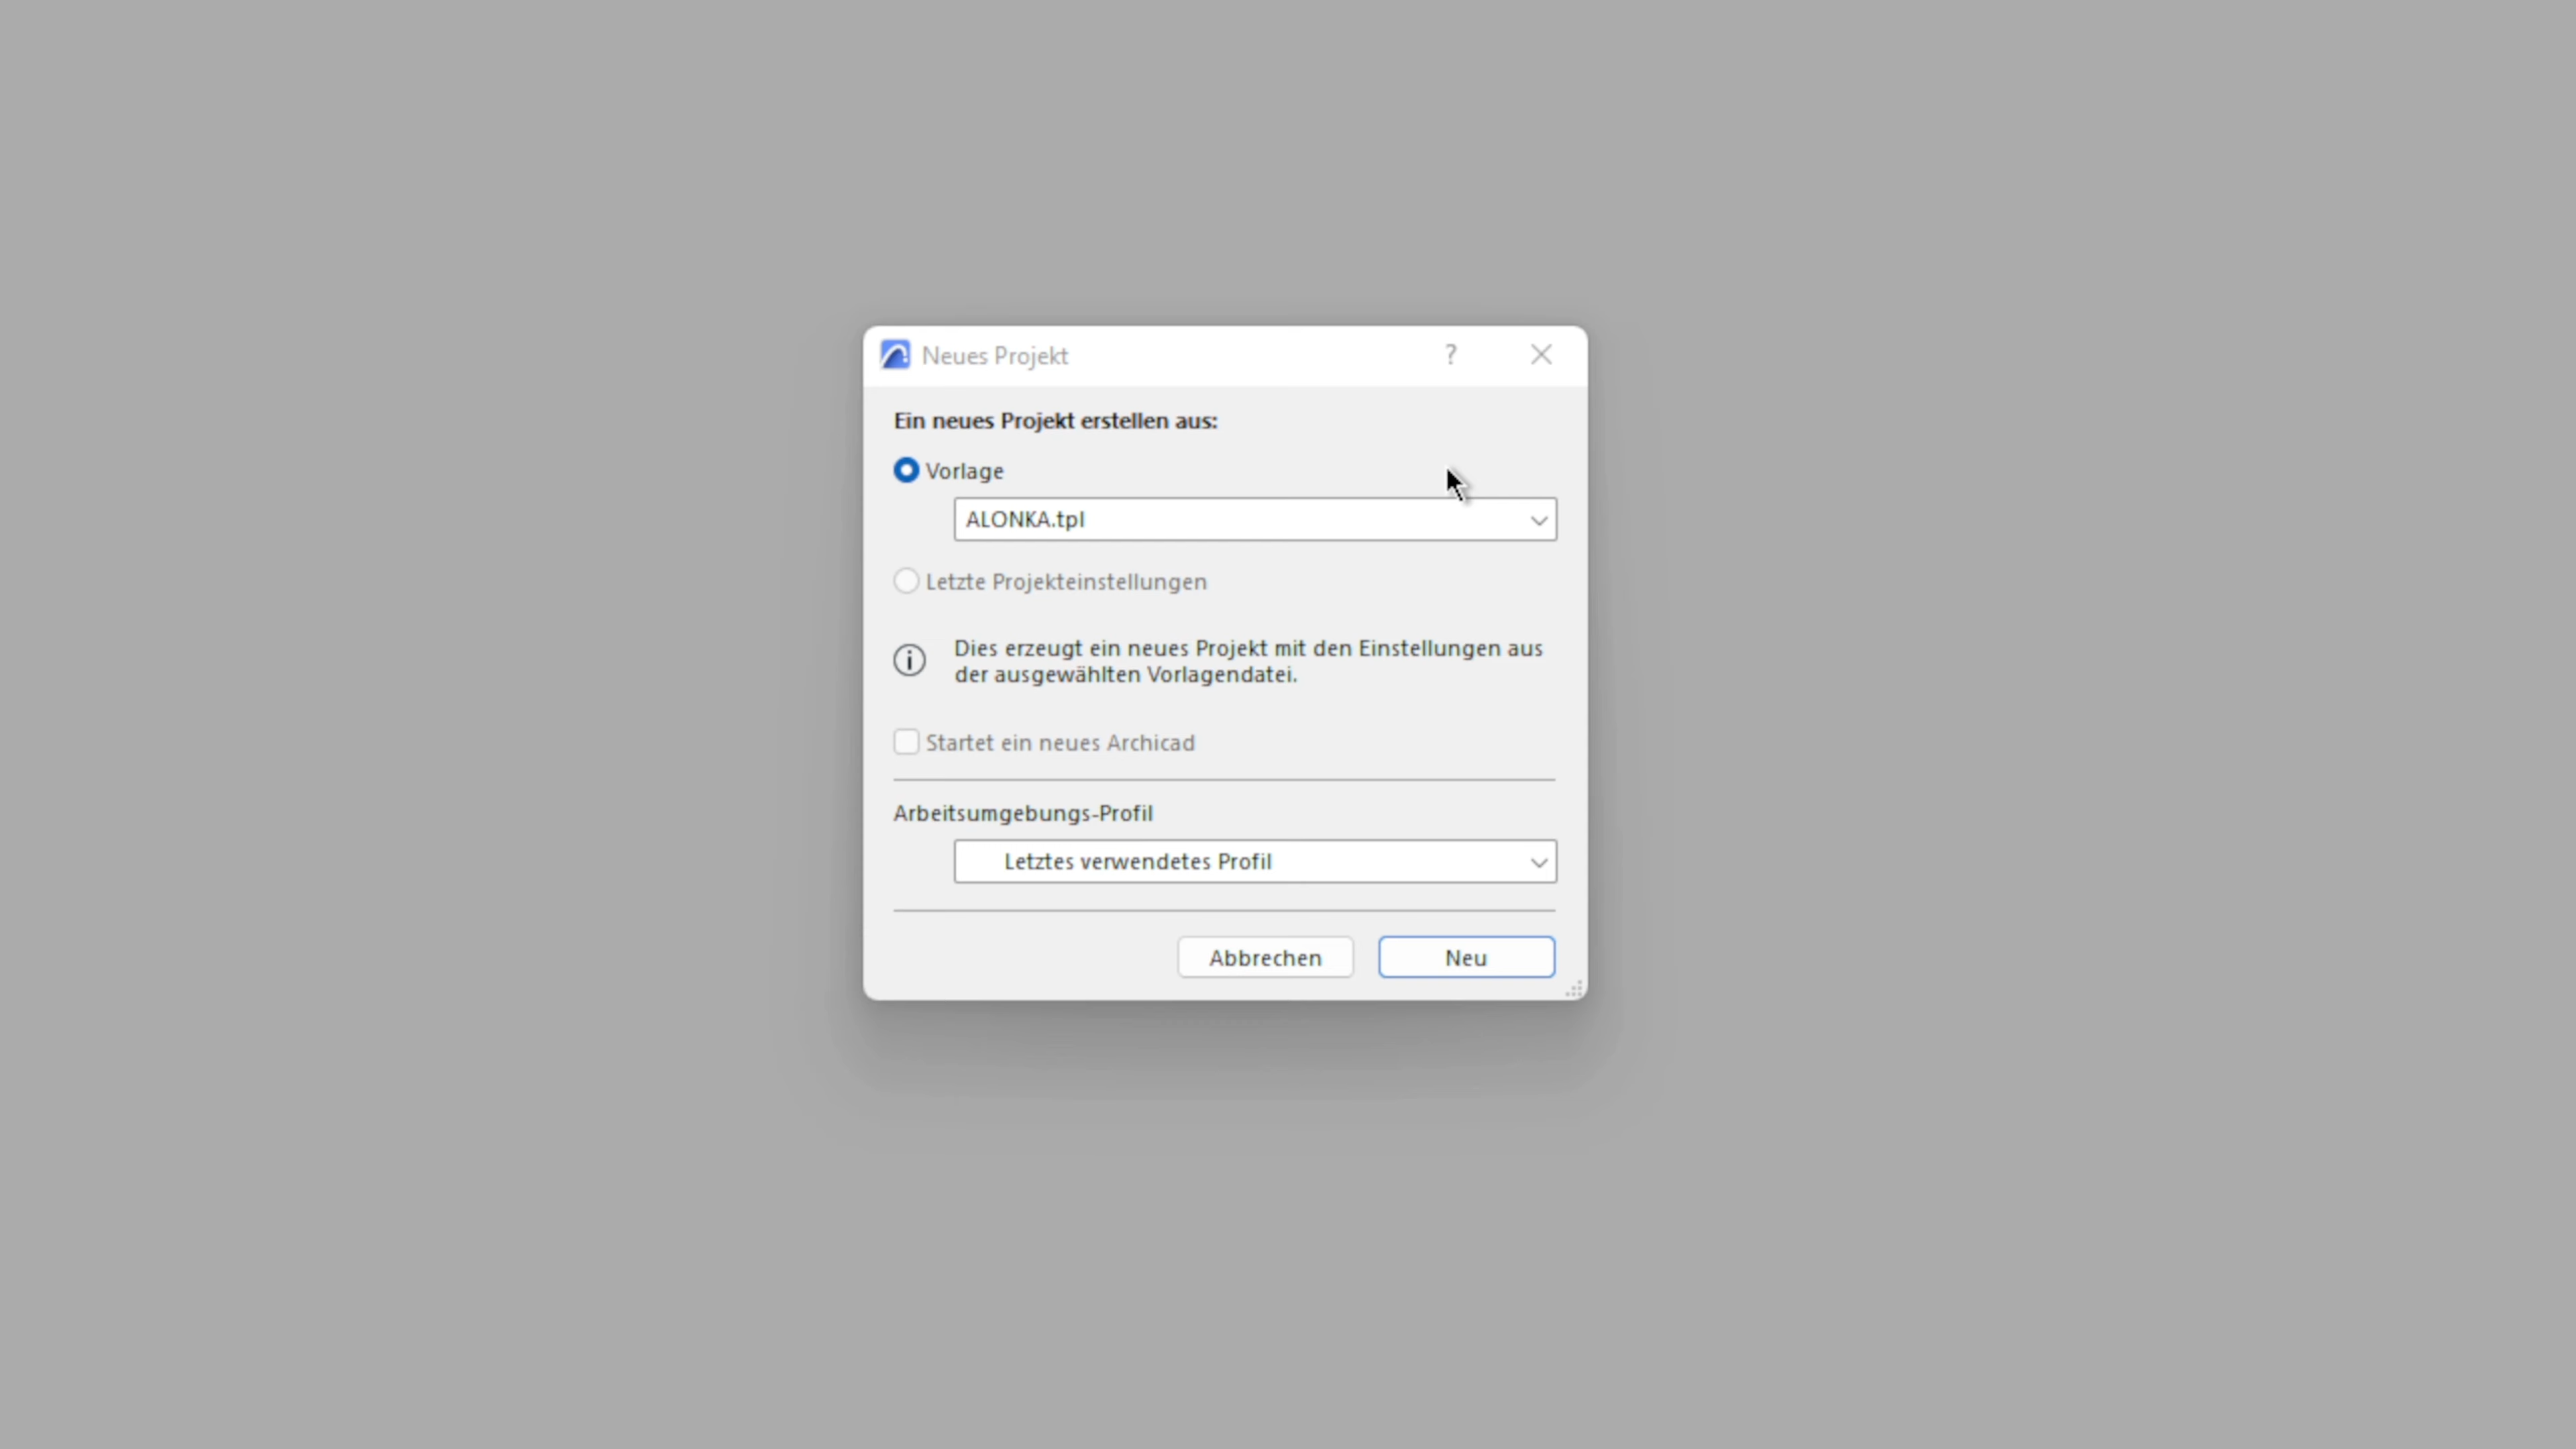 Neues Projekt
?
Ein neues Projekt erstellen aus:
Vorlage
ALONKA.tpl
Letzte Projekteinstellungen
Dies erzeugt ein neues Projekt mit den Einstellungen aus
der ausgewählten Vorlagendatei.
Startet ein neues Archicad
Arbeitsumgebungs-Profil
Letztes verwendetes Profil
Abbrechen
Neu